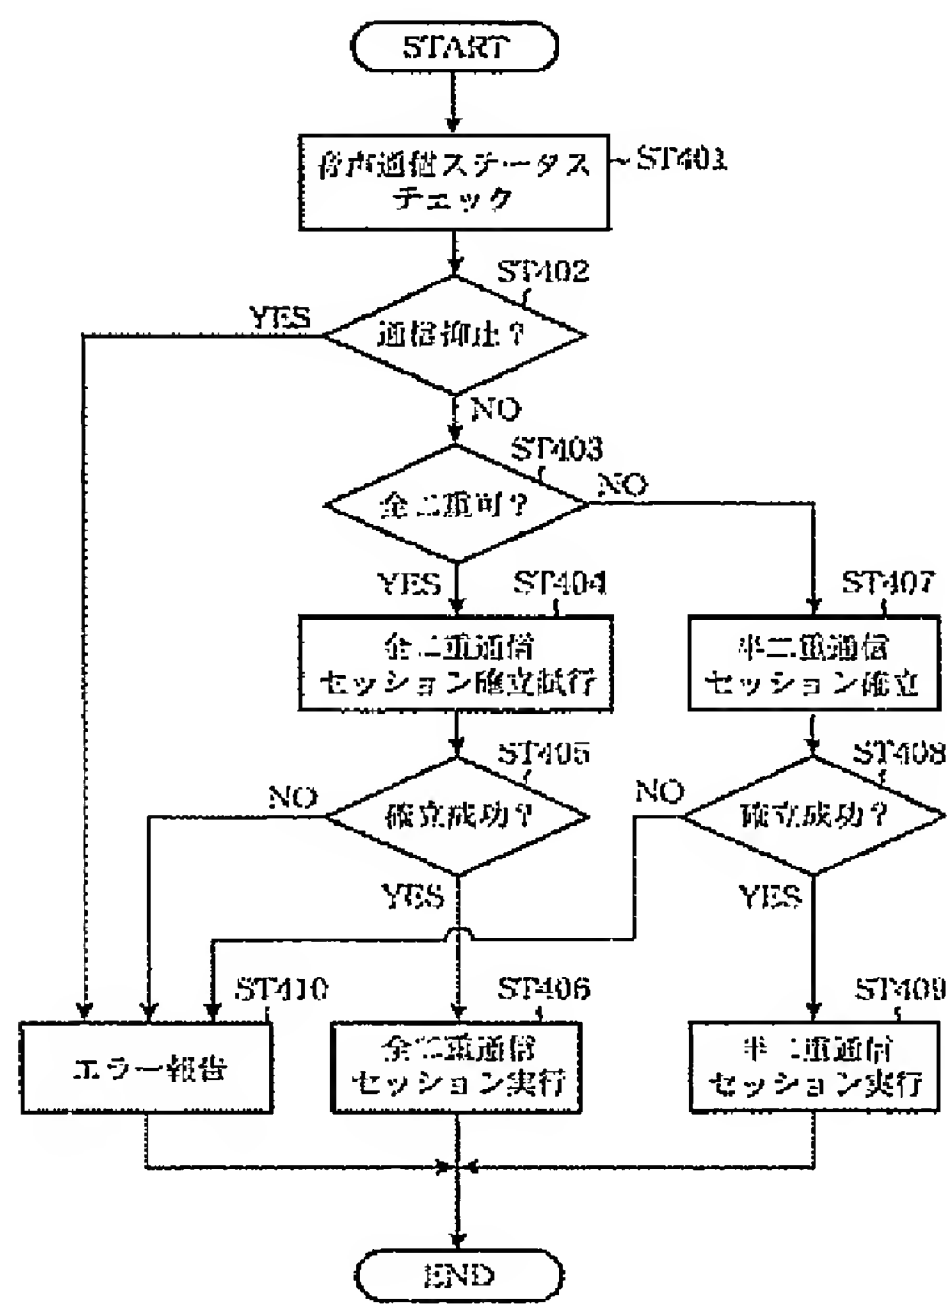 START
音声通信ステータス
チェック
ST401
ST402
YES
通信抑止?
NO
ST403
全二重可?
NO
YES
ST404
全二重通信
セッション確立試行
ST407
半二重通信
セッション確立
ST405
NO
確立成功?
YES
ST408
NO
確立成功?
YES
ST410
エラー報告
ST406
全二重通信
セッション実行
ST409
半二重通信
セッション実行
END